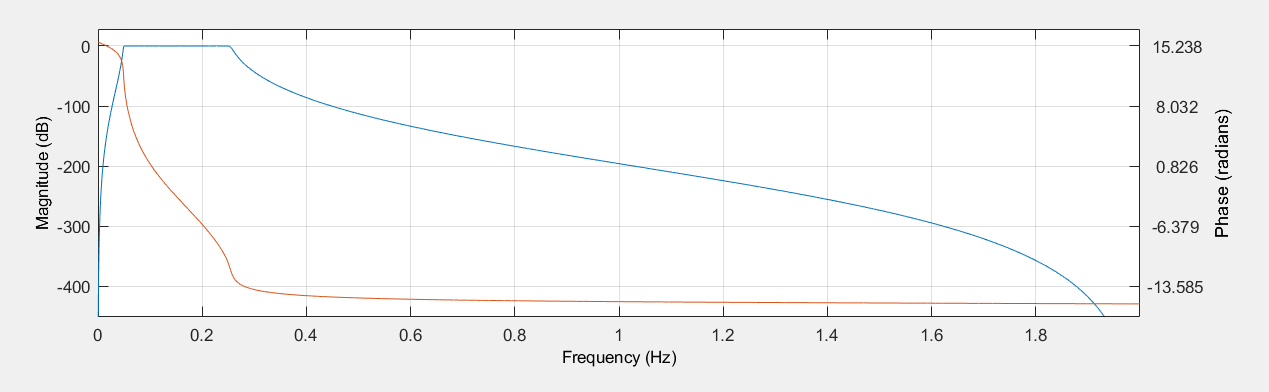 0
-100
-200
-300
-400
Magnitude (dB)
15.238
8.032
0.826
-6.379
-13.585
Phase (radians)
0 0.2 0.4 0.6 0.8 1 1.2 1.4 1.6 1.8
Frequency (Hz)